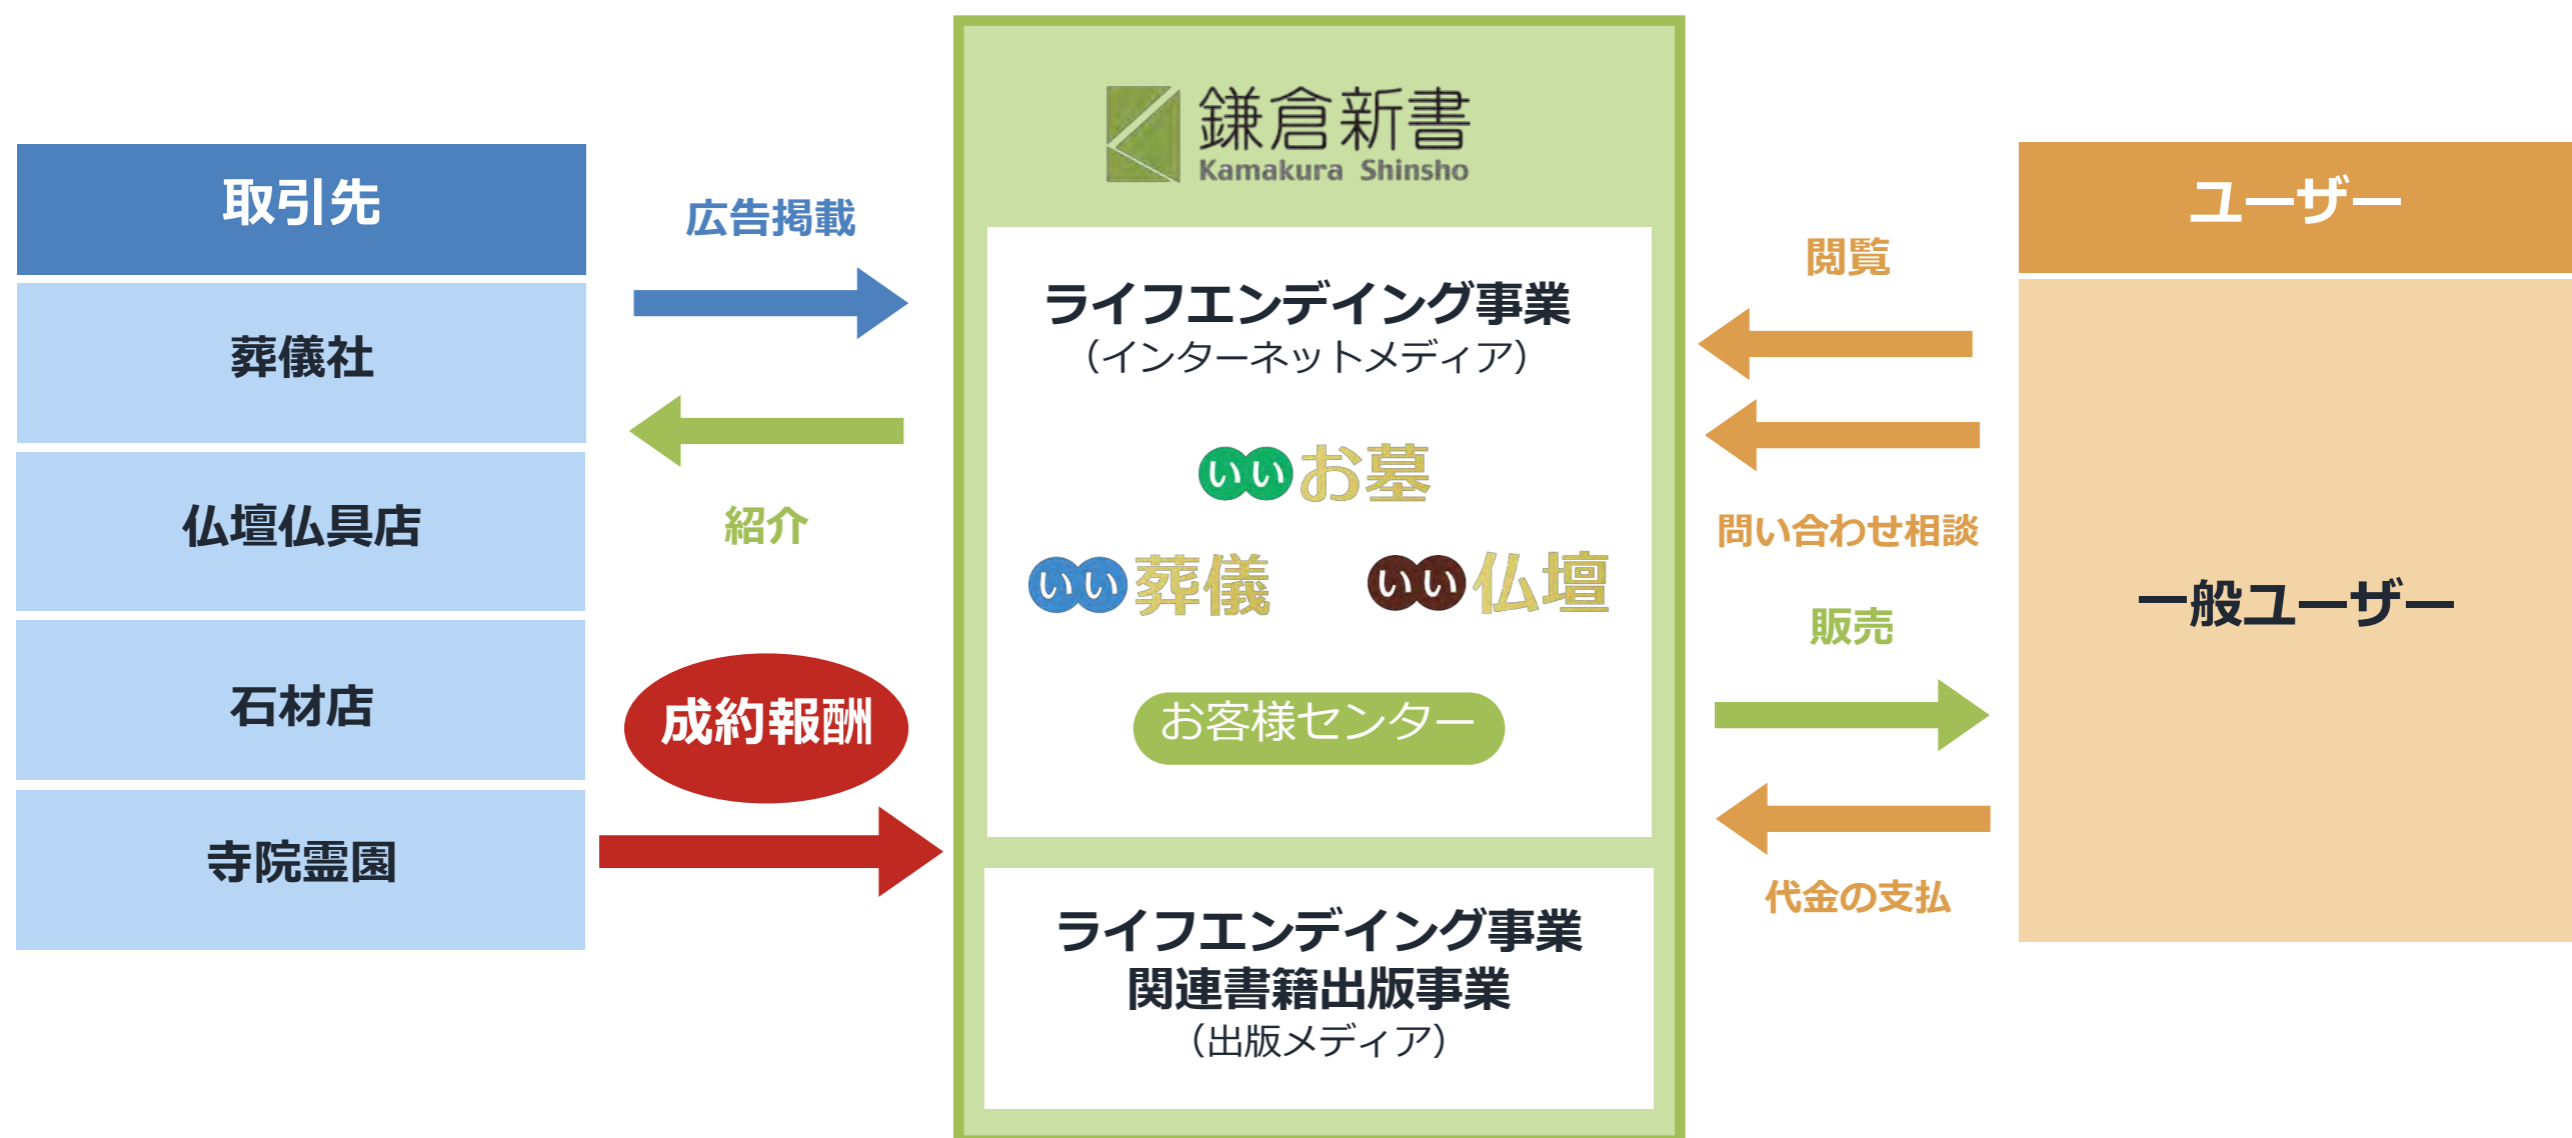 取引先
葬儀社
仏壇仏具店
石材店
寺院霊園
広告掲載
紹介
成約報酬
鎌倉新書
Kamakura Shinsho
ライフエンデイング事業
（インターネットメディア）
いいお墓
いい葬儀
いい仏壇
お客様センター
ライフエンデイング事業
関連書籍出版事業
（出版メディア）
閲覧
問い合わせ相談
販売
代金の支払
ユーザー
一般ユーザー